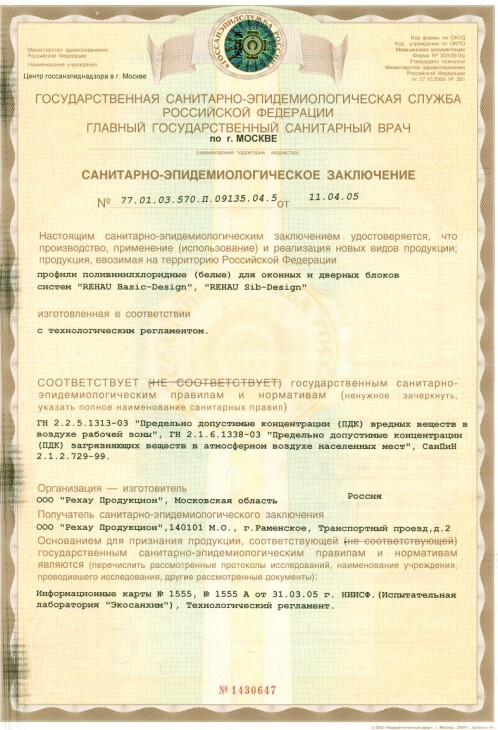 ГОССАНЭПИДСЛУЖБА РОССИИ
Министерство здравоохранения
Российской Федерации
Наименование учреждения
Центр госсанэпиднадзора в г. Москве
Код формы по ОКУД
Код учреждения по ОКПО
Медицинская документация
Форма № 303-00-3/у
Утверждена приказом
Министерства здравоохранения
Российской Федерации
от 27.10.2000 № 381
ГОСУДАРСТВЕННАЯ САНИТАРНО-ЭПИДЕМИОЛОГИЧЕСКАЯ СЛУЖБА
РОССИЙСКОЙ ФЕДЕРАЦИИ
ГЛАВНЫЙ ГОСУДАРСТВЕННЫЙ САНИТАРНЫЙ ВРАЧ
по г. МОСКВЕ
(наименование территории, ведомства)
САНИТАРНО-ЭПИДЕМИОЛОГИЧЕСКОЕ ЗАКЛЮЧЕНИЕ
№ 77.01.03.570.П.09135.04.5 от 11.04.05
Настоящим санитарно-эпидемиологическим заключением удостоверяется, что
производство, применение (использование) и реализация новых видов продукции;
продукция, ввозимая на территорию Российской Федерации
профили поливинилхлоридные (белые) для оконных и дверных блоков
систем "REHAU Basic-Design", "REHAU Sib-Design"
изготовленная в соответствии
с технологическим регламентом.
СООТВЕТСТВУЕТ (НЕ СООТВЕТСТВУЕТ) государственным санитарно-
эпидемиологическим правилам и нормативам (ненужное зачеркнуть,
указать полное наименование санитарных правил)
ГН 2.2.5.1313-03 "Предельно допустимые концентрации (ПДК) вредных веществ в
воздухе рабочей зоны", ГН 2.1.6.1338-03 "Предельно допустимые концентрации
(ПДК) загрязняющих веществ в атмосферном воздухе населенных мест", СанПиН
2.1.2.729-99.
Организация — изготовитель
ООО "Рехау Продукцион", Московская область Россия
Получатель санитарно-эпидемиологического заключения
ООО "Рехау Продукцион",140101 М.О., г.Раменское, Транспортный проезд,д.2
Основанием для признания продукции, соответствующей (не соответствующей)
государственным санитарно-эпидемиологическим правилам и нормативам
являются (перечислить рассмотренные протоколы исследований, наименование учреждения,
проводившего исследования, другие рассмотренные документы):
Информационные карты № 1555, № 1555 А от 31.03.05 г. НИИСФ.(Испытательная
лаборатория "Экосанхим"), Технологический регламент.
№ 1430647